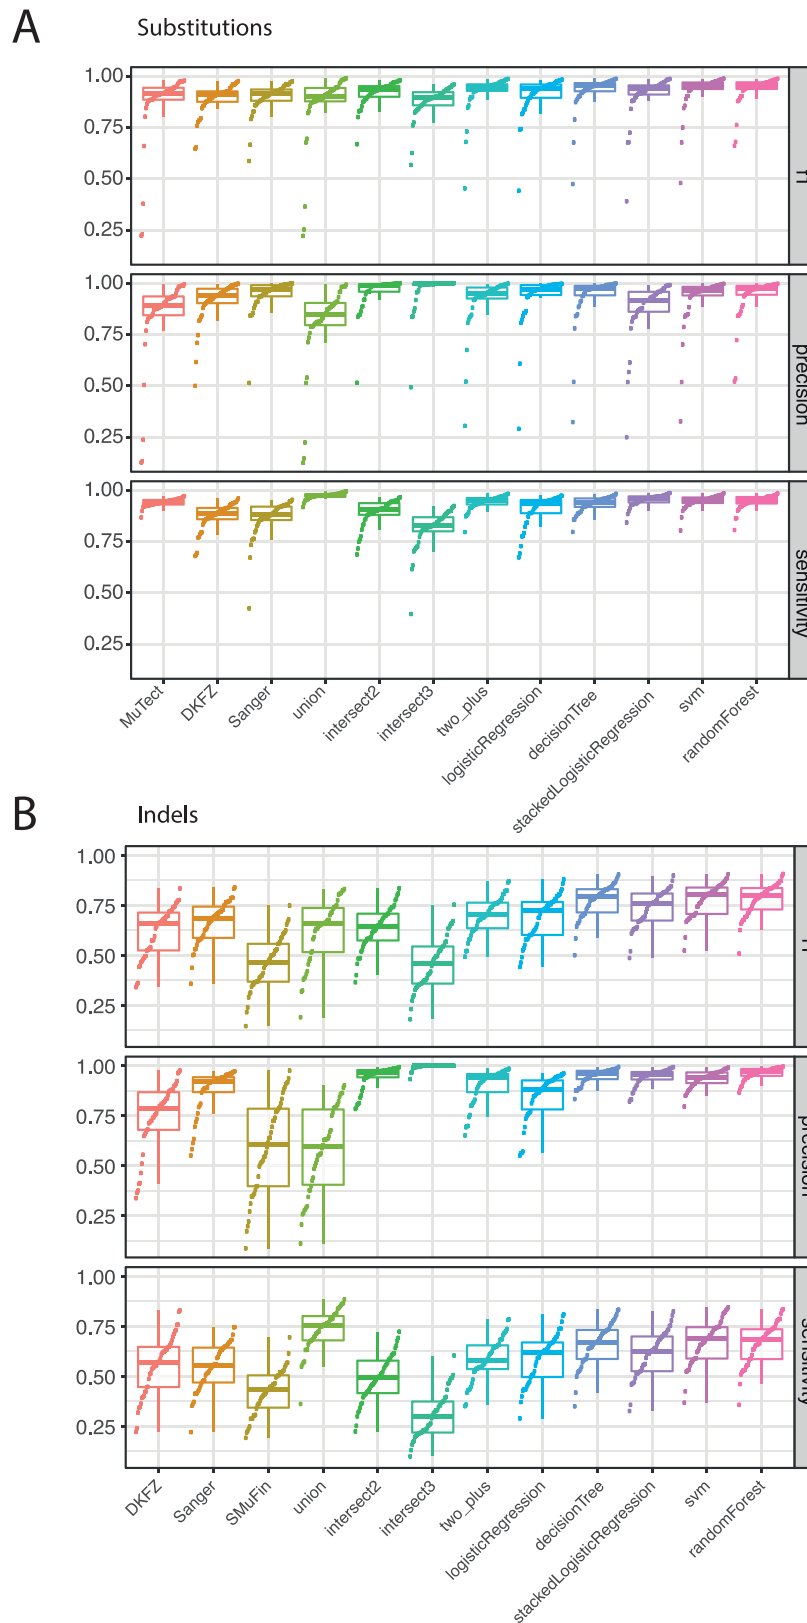 A
Substitutions
1.00
0.75
0.50
0.25
1.00
0.75
0.50
0.25
precision
1.00
0.75
0.50
0.25
sensitivity
MuTect
DKFZ
Sanger
union
intersect2
intersect3
two_plus
logisticRegression
decisionTree
stackedLogisticRegression
svm
randomForest
B
Indels
1.00
0.75
0.50
0.25
1.00
0.75
0.50
0.25
precision
1.00
0.75
0.50
0.25
sensitivity
DKFZ
Sanger
SMuFin
union
intersect2
intersect3
two_plus
logisticRegression
decisionTree
stackedLogisticRegression
svm
randomForest